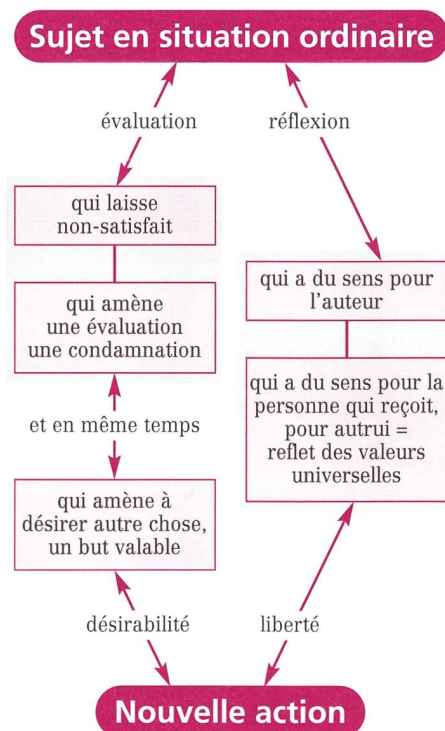 Sujet en situation ordinaire
évaluation
réflexion
qui laisse
non-satisfait
qui amène
une évaluation
une condamnation
et en même temps
qui amène à
désirer autre chose,
un but valable
désirabilité
qui a du sens pour
l'auteur
qui a du sens pour la
personne qui reçoit,
pour autrui =
reflet des valeurs
universelles
liberté
Nouvelle action